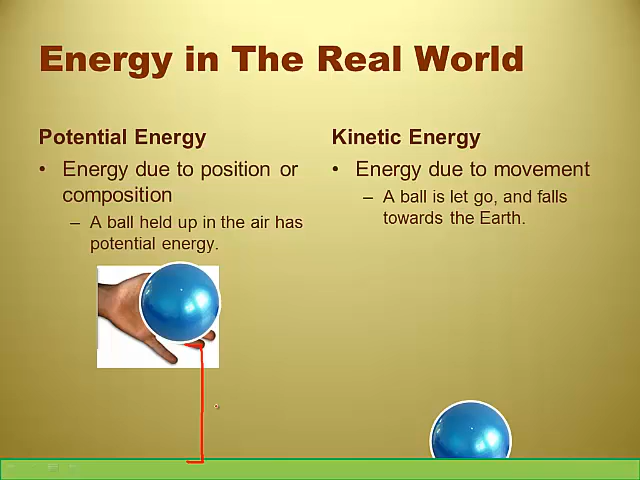 Energy in The Real World
Potential Energy
• Energy due to position or
composition
– A ball held up in the air has
potential energy.
Kinetic Energy
• Energy due to movement
– A ball is let go, and falls
towards the Earth.